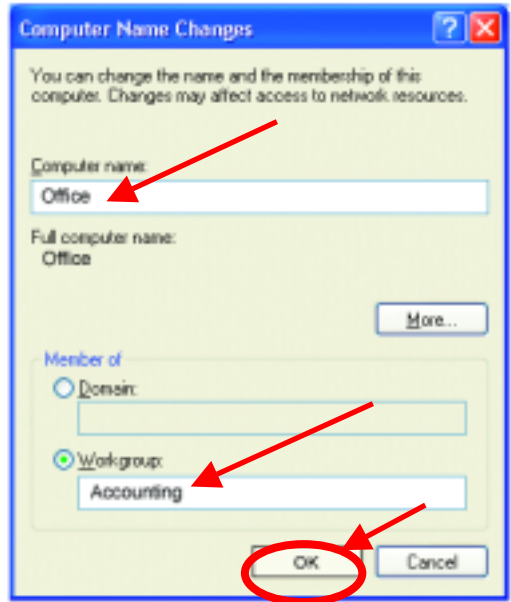 Computer Name Changes
You can change the name and the membership of this
computer. Changes may affect access to network resources.
Computer name:
Office
Full computer name:
Office
More...
Member of
Domain:
Workgroup:
Accounting
OK Cancel